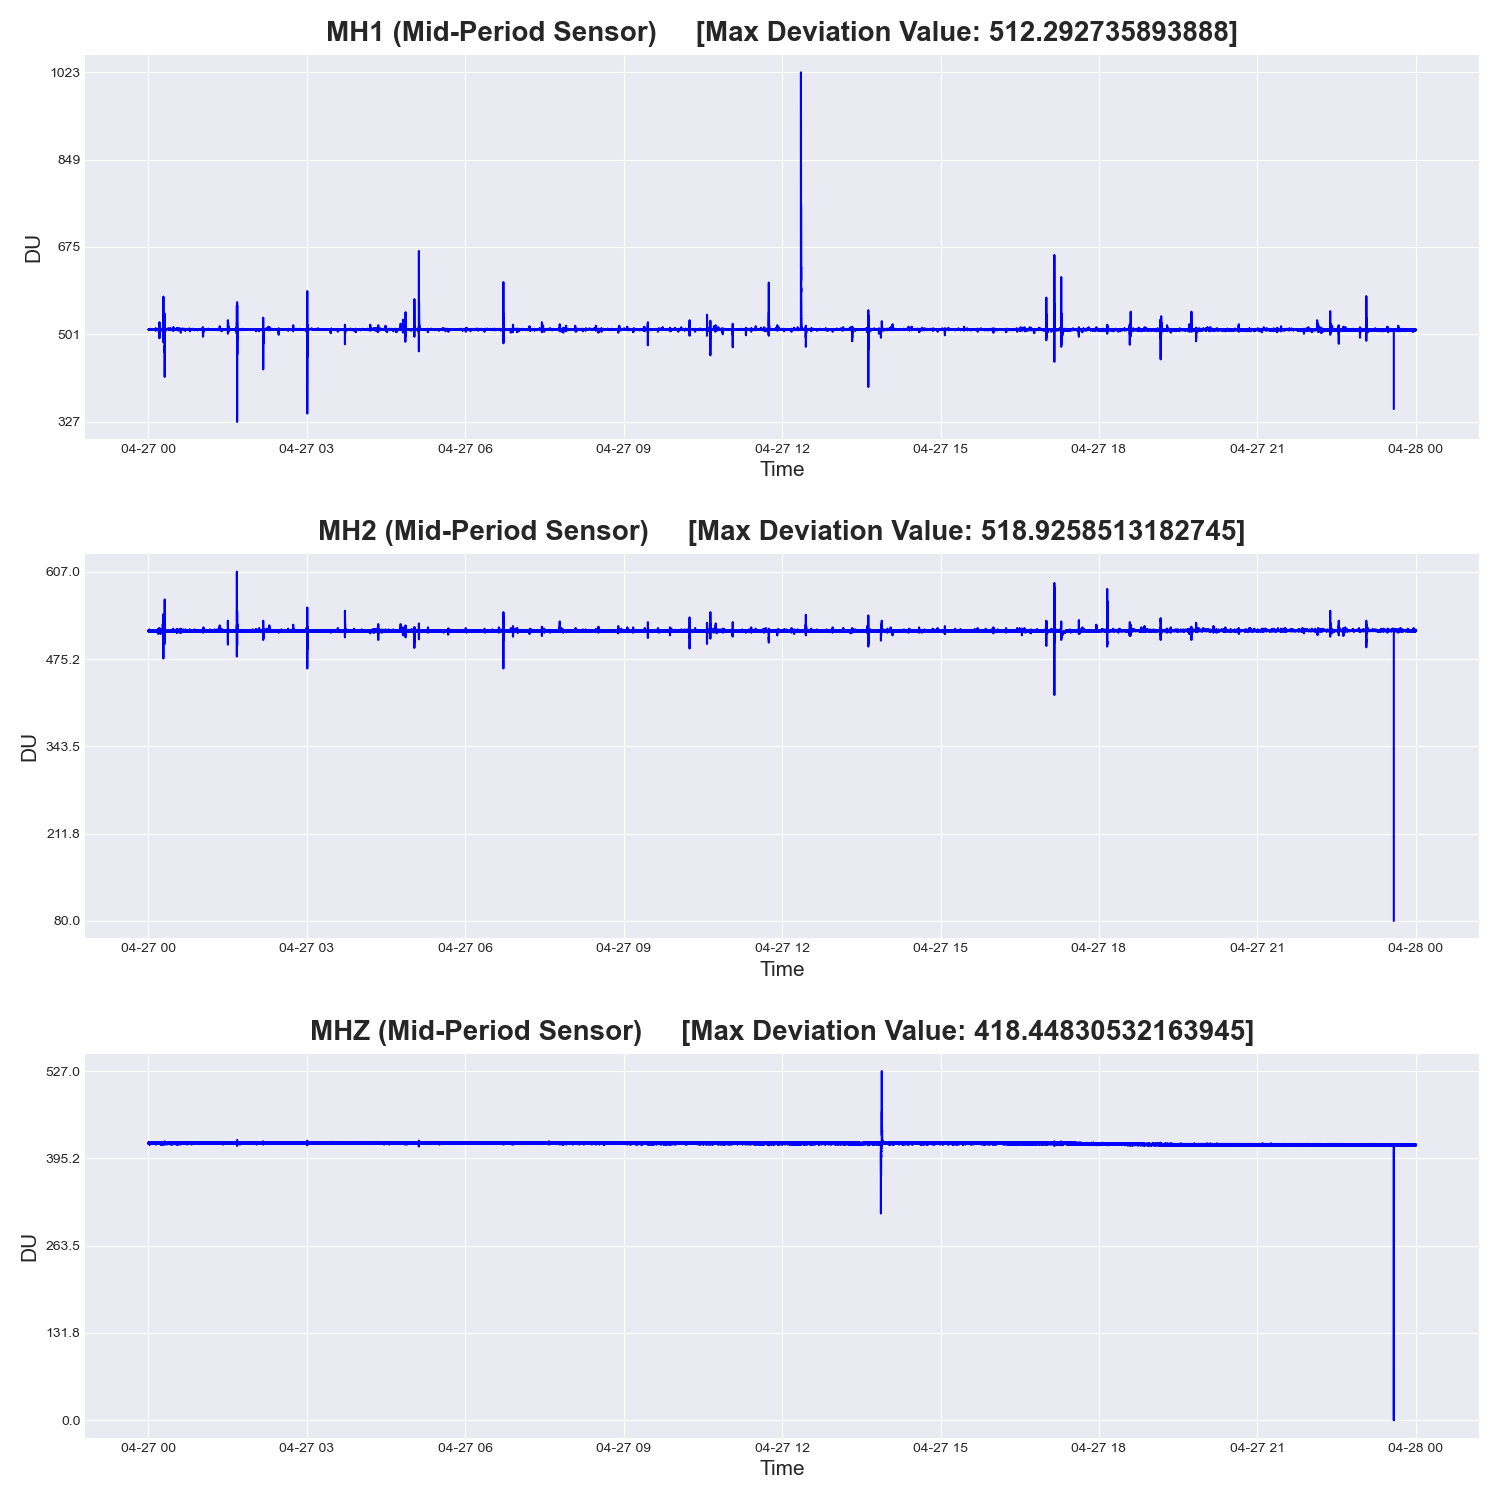 MH1 (Mid-Period Sensor) [Max Deviation Value: 512.292735893888]
1023
849
675
501
327
DU
04-27 00 04-27 03 04-27 06 04-27 09 04-27 12 04-27 15 04-27 18 04-27 21 04-28 00
Time
MH2 (Mid-Period Sensor) [Max Deviation Value: 518.9258513182745]
607.0
475.2
343.5
211.8
80.0
DU
04-27 00 04-27 03 04-27 06 04-27 09 04-27 12 04-27 15 04-27 18 04-27 21 04-28 00
Time
MHZ (Mid-Period Sensor) [Max Deviation Value: 418.44830532163945]
527.0
395.2
263.5
131.8
0.0
DU
04-27 00 04-27 03 04-27 06 04-27 09 04-27 12 04-27 15 04-27 18 04-27 21 04-28 00
Time